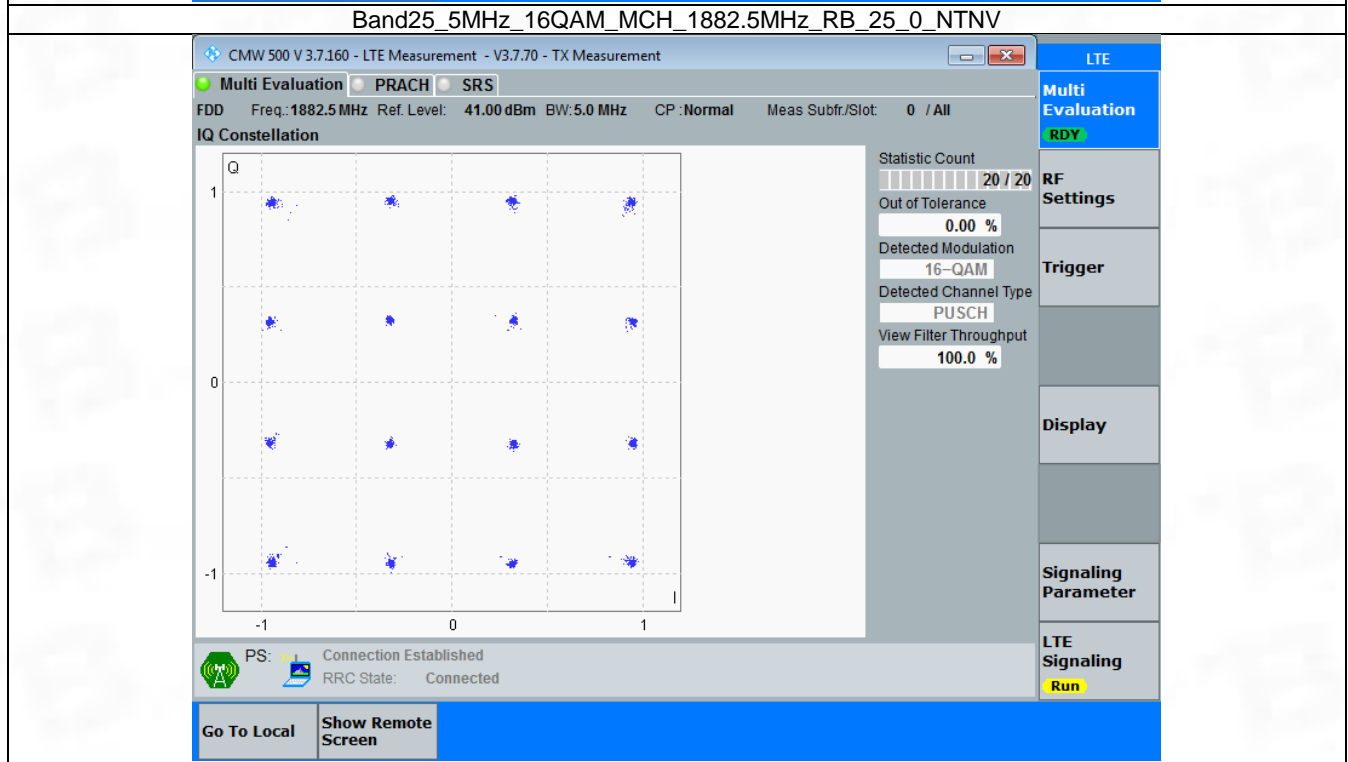 Band25_5MHz_16QAM_MCH_1882.5MHz_RB_25_0_NTNV
CMW 500 V 3.7.160 - LTE Measurement - V3.7.70 - TX Measurement
LTE
Multi Evaluation PRACH SRS
Multi Evaluation
RDY
FDD Freq.: 1882.5 MHz Ref. Level: 41.00 dBm BW: 5.0 MHz CP : Normal Meas Subfr./Slot: 0 / All
IQ Constellation
Q
1
0
-1
-1 0 1
I
Statistic Count
20 / 20
Out of Tolerance
0.00 %
Detected Modulation
16-QAM
Detected Channel Type
PUSCH
View Filter Throughput
100.0 %
RF Settings
Trigger
Display
Signaling Parameter
LTE Signaling
Run
PS: Connection Established
RRC State: Connected
Go To Local
Show Remote Screen